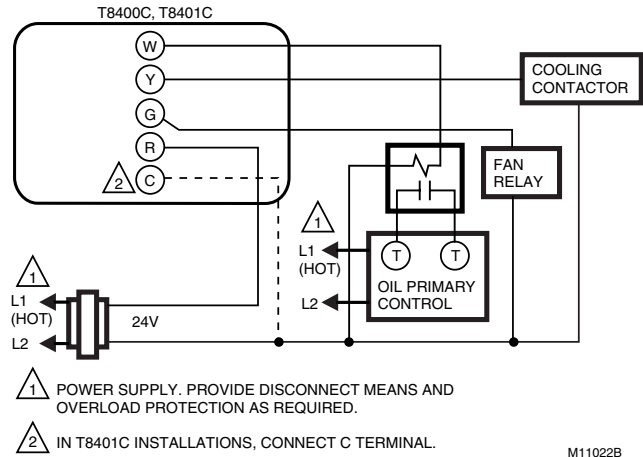 T8400C, T8401C
W
Y
G
R
2
C
COOLING
CONTACTOR
FAN
RELAY
1
L1
(HOT)
L2
T
T
OIL PRIMARY
CONTROL
1
L1
(HOT)
L2
24V
1 POWER SUPPLY. PROVIDE DISCONNECT MEANS AND
OVERLOAD PROTECTION AS REQUIRED.
2 IN T8401C INSTALLATIONS, CONNECT C TERMINAL.
M11022B